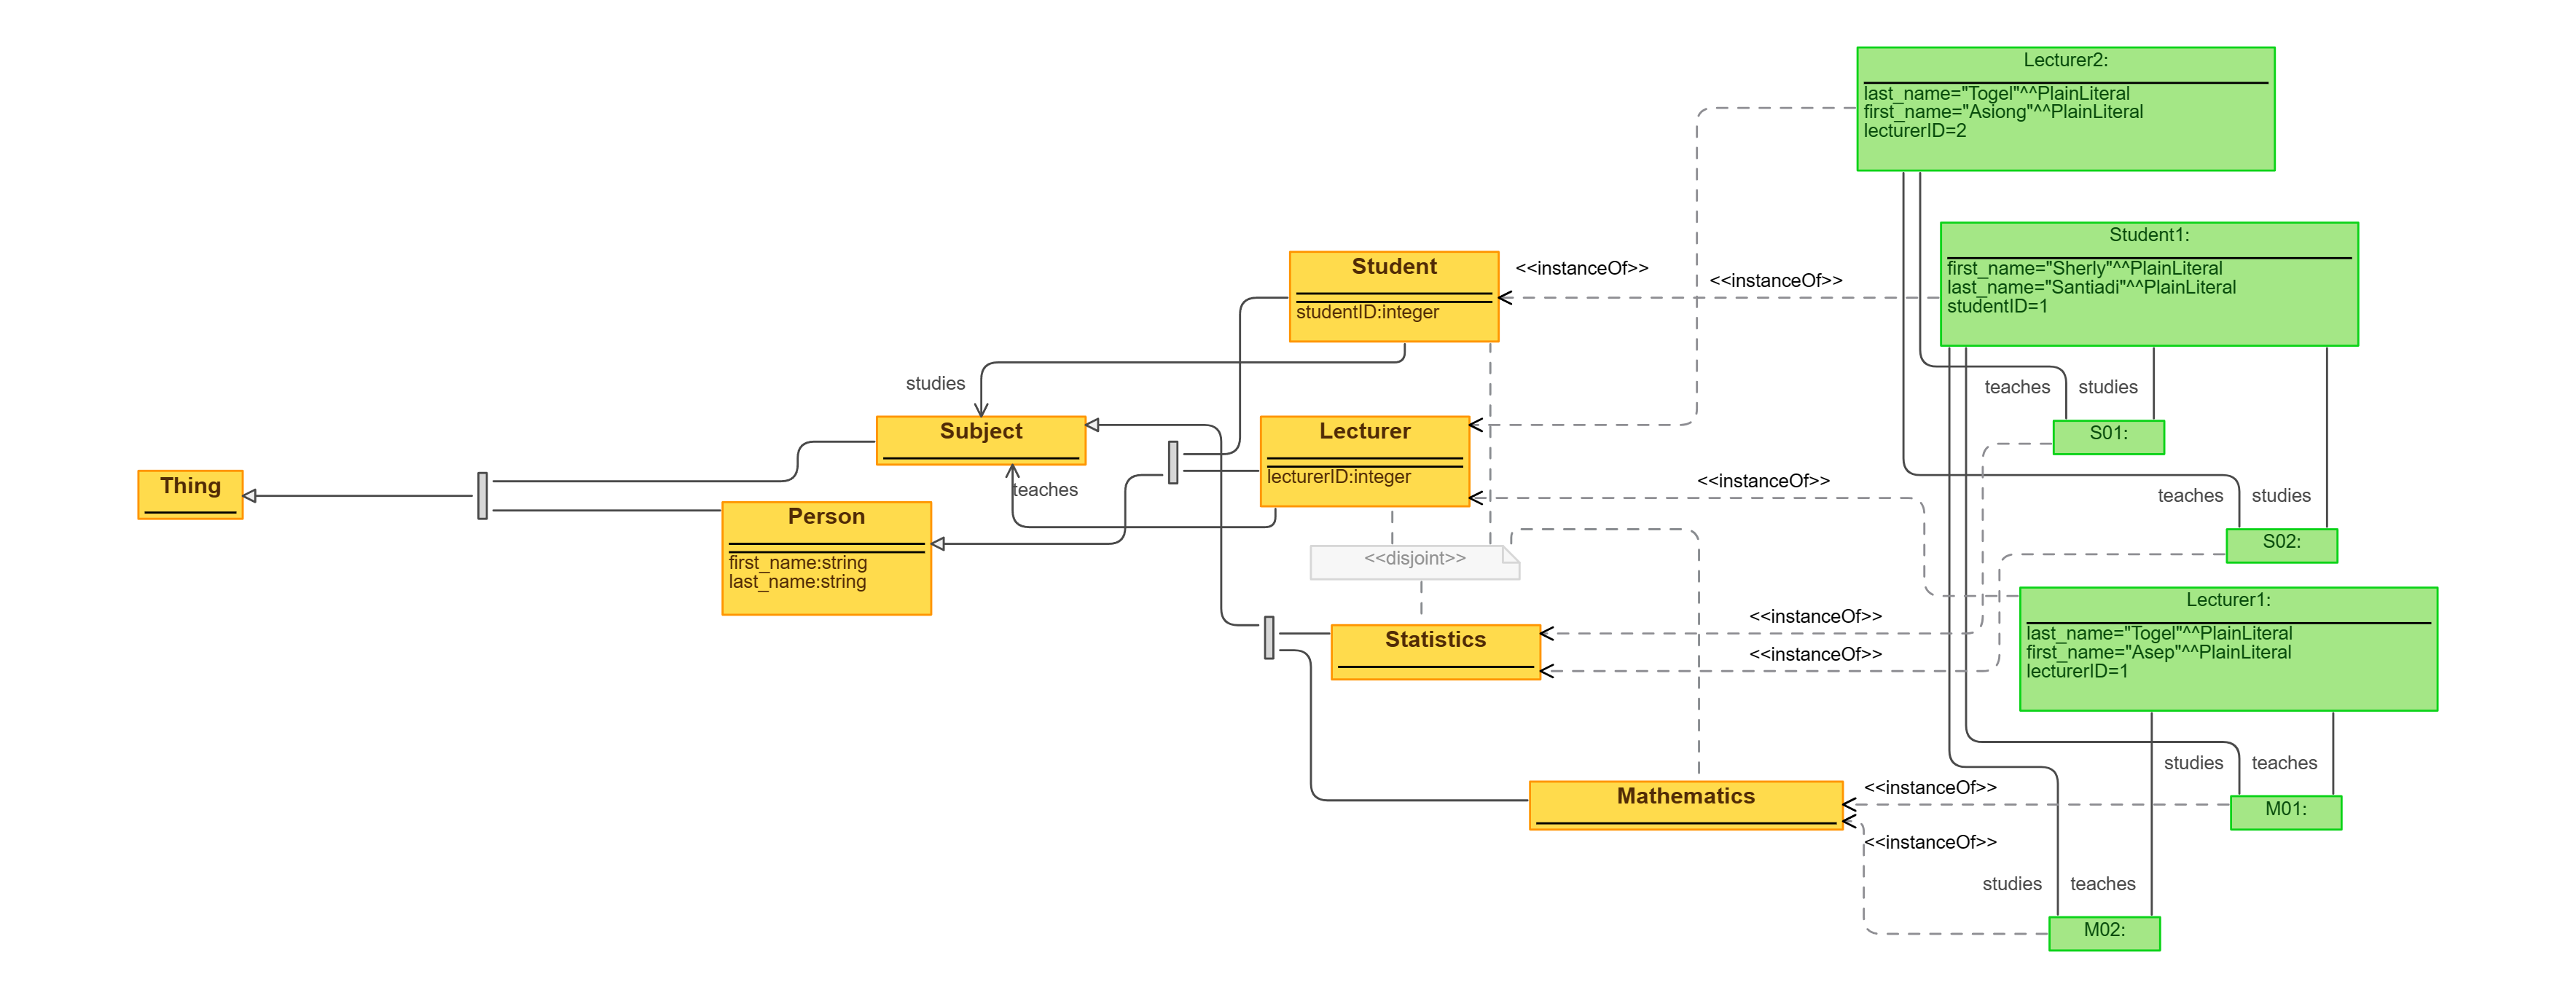 Lecturer2:
last_name="Togel"^^PlainLiteral
first_name="Asiong"^^PlainLiteral
lecturerID=2
Student1:
first_name="Sherly"^^PlainLiteral
last_name="Santiadi"^^PlainLiteral
studentID=1
Student
studentID:integer
<<instanceOf>>
<<instanceOf>>
studies
teaches
studies
Subject
Lecturer
lecturerID:integer
S01:
Thing
teaches
<<instanceOf>>
teaches
studies
Person
first_name:string
last_name:string
<<disjoint>>
S02:
Statistics
<<instanceOf>>
<<instanceOf>>
Lecturer1:
last_name="Togel"^^PlainLiteral
first_name="Asep"^^PlainLiteral
lecturerID=1
studies
teaches
Mathematics
<<instanceOf>>
M01:
<<instanceOf>>
studies
teaches
M02: